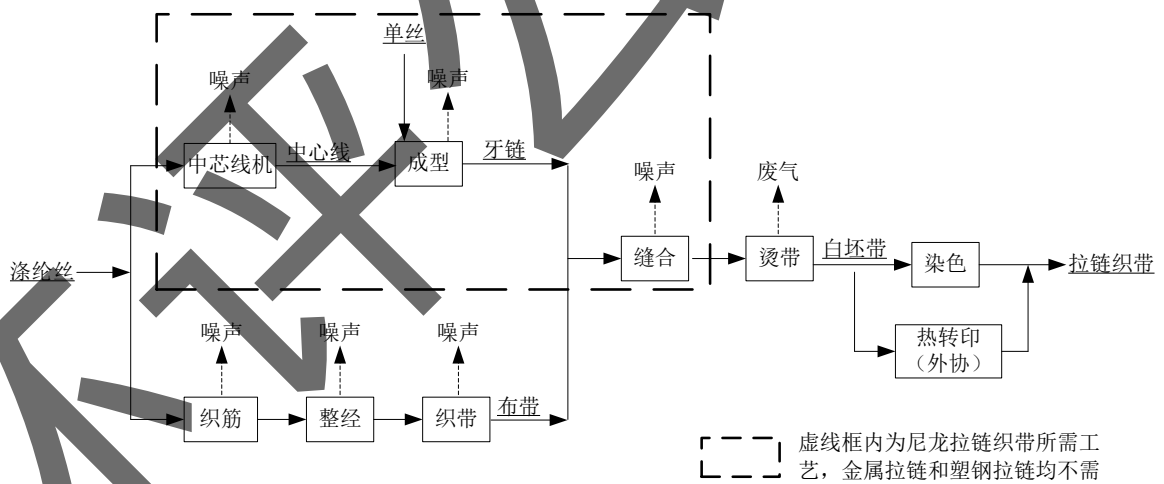 单丝
噪声
噪声
中芯线机
中心线
成型
牙链
噪声
废气
涤纶丝
缝合
烫带
白坯带
染色
拉链织带
噪声
噪声
噪声
热转印
（外协）
织筋
整经
织带
布带
虚线框内为尼龙拉链织带所需工
艺，金属拉链和塑钢拉链均不需